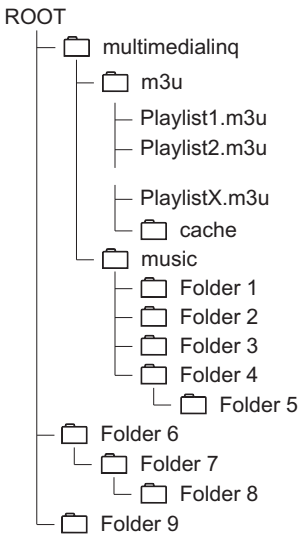 ROOT
multimedialinq
m3u
Playlist1.m3u
Playlist2.m3u
PlaylistX.m3u
cache
music
Folder 1
Folder 2
Folder 3
Folder 4
Folder 5
Folder 6
Folder 7
Folder 8
Folder 9